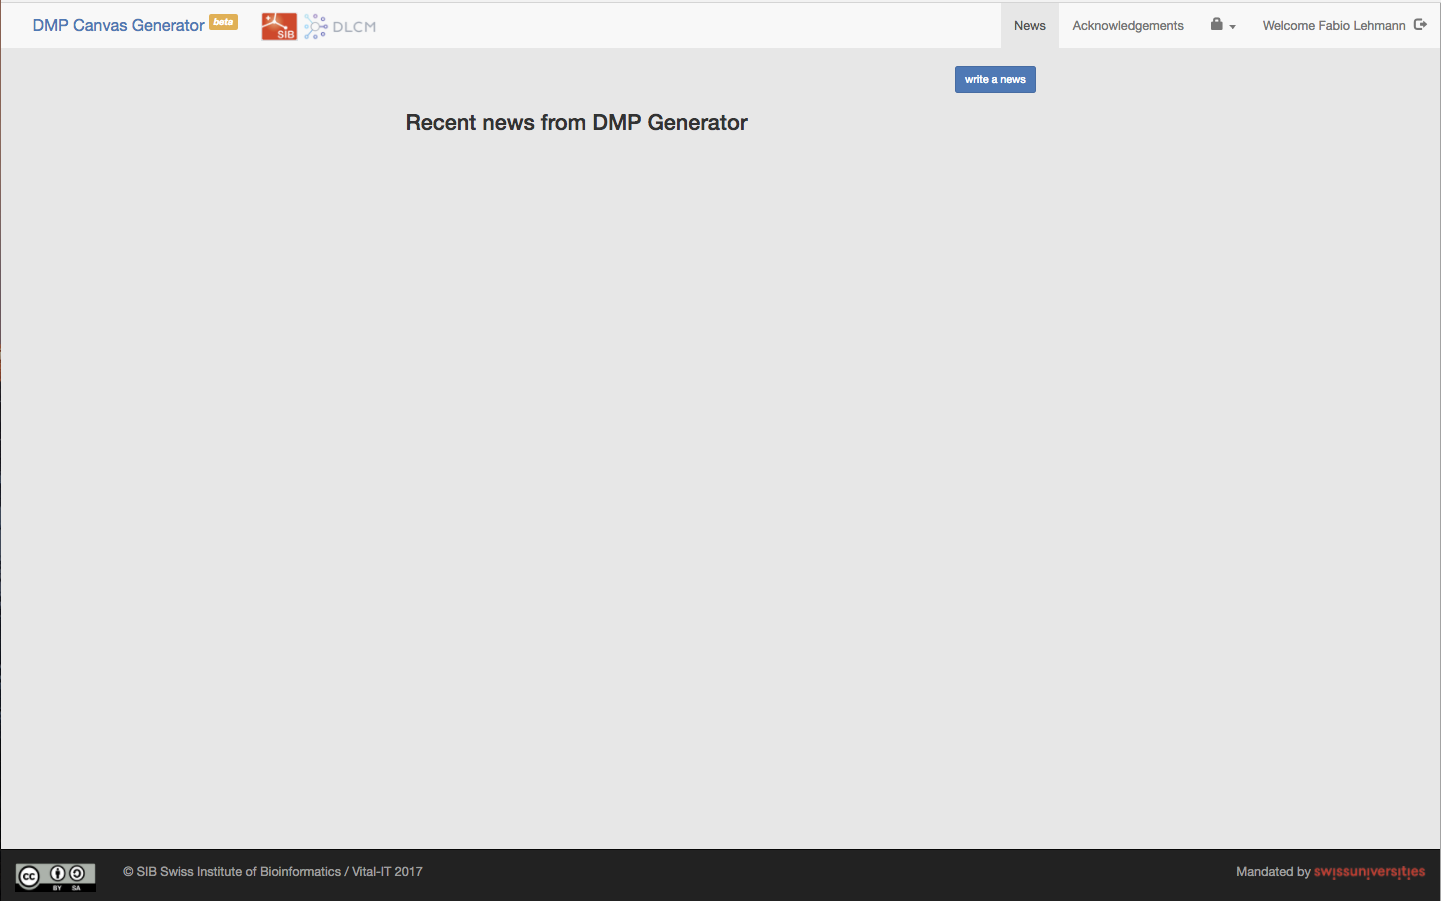 DMP Canvas Generator beta SIB DLCM News Acknowledgements Welcome Fabio Lehmann
write a news
Recent news from DMP Generator
cc BY SA © SIB Swiss Institute of Bioinformatics / Vital-IT 2017 Mandated by swissuniversities